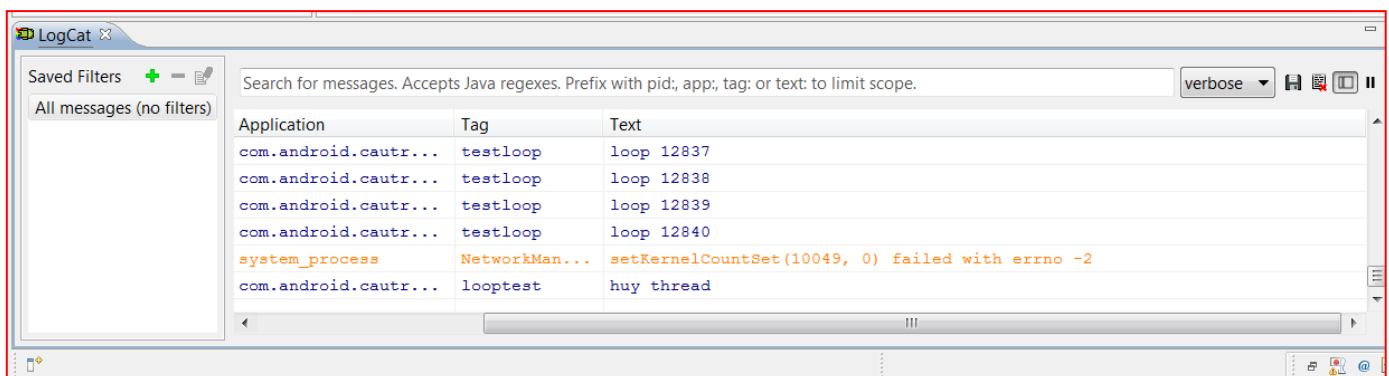 LogCat
Saved Filters
All messages (no filters)
Search for messages. Accepts Java regexes. Prefix with pid:, app:, tag: or text: to limit scope.
verbose
Application Tag Text
com.android.cautr... testloop loop 12837
com.android.cautr... testloop loop 12838
com.android.cautr... testloop loop 12839
com.android.cautr... testloop loop 12840
system_process NetworkMan... setKernelCountSet(10049, 0) failed with errno -2
com.android.cautr... looptest huy thread